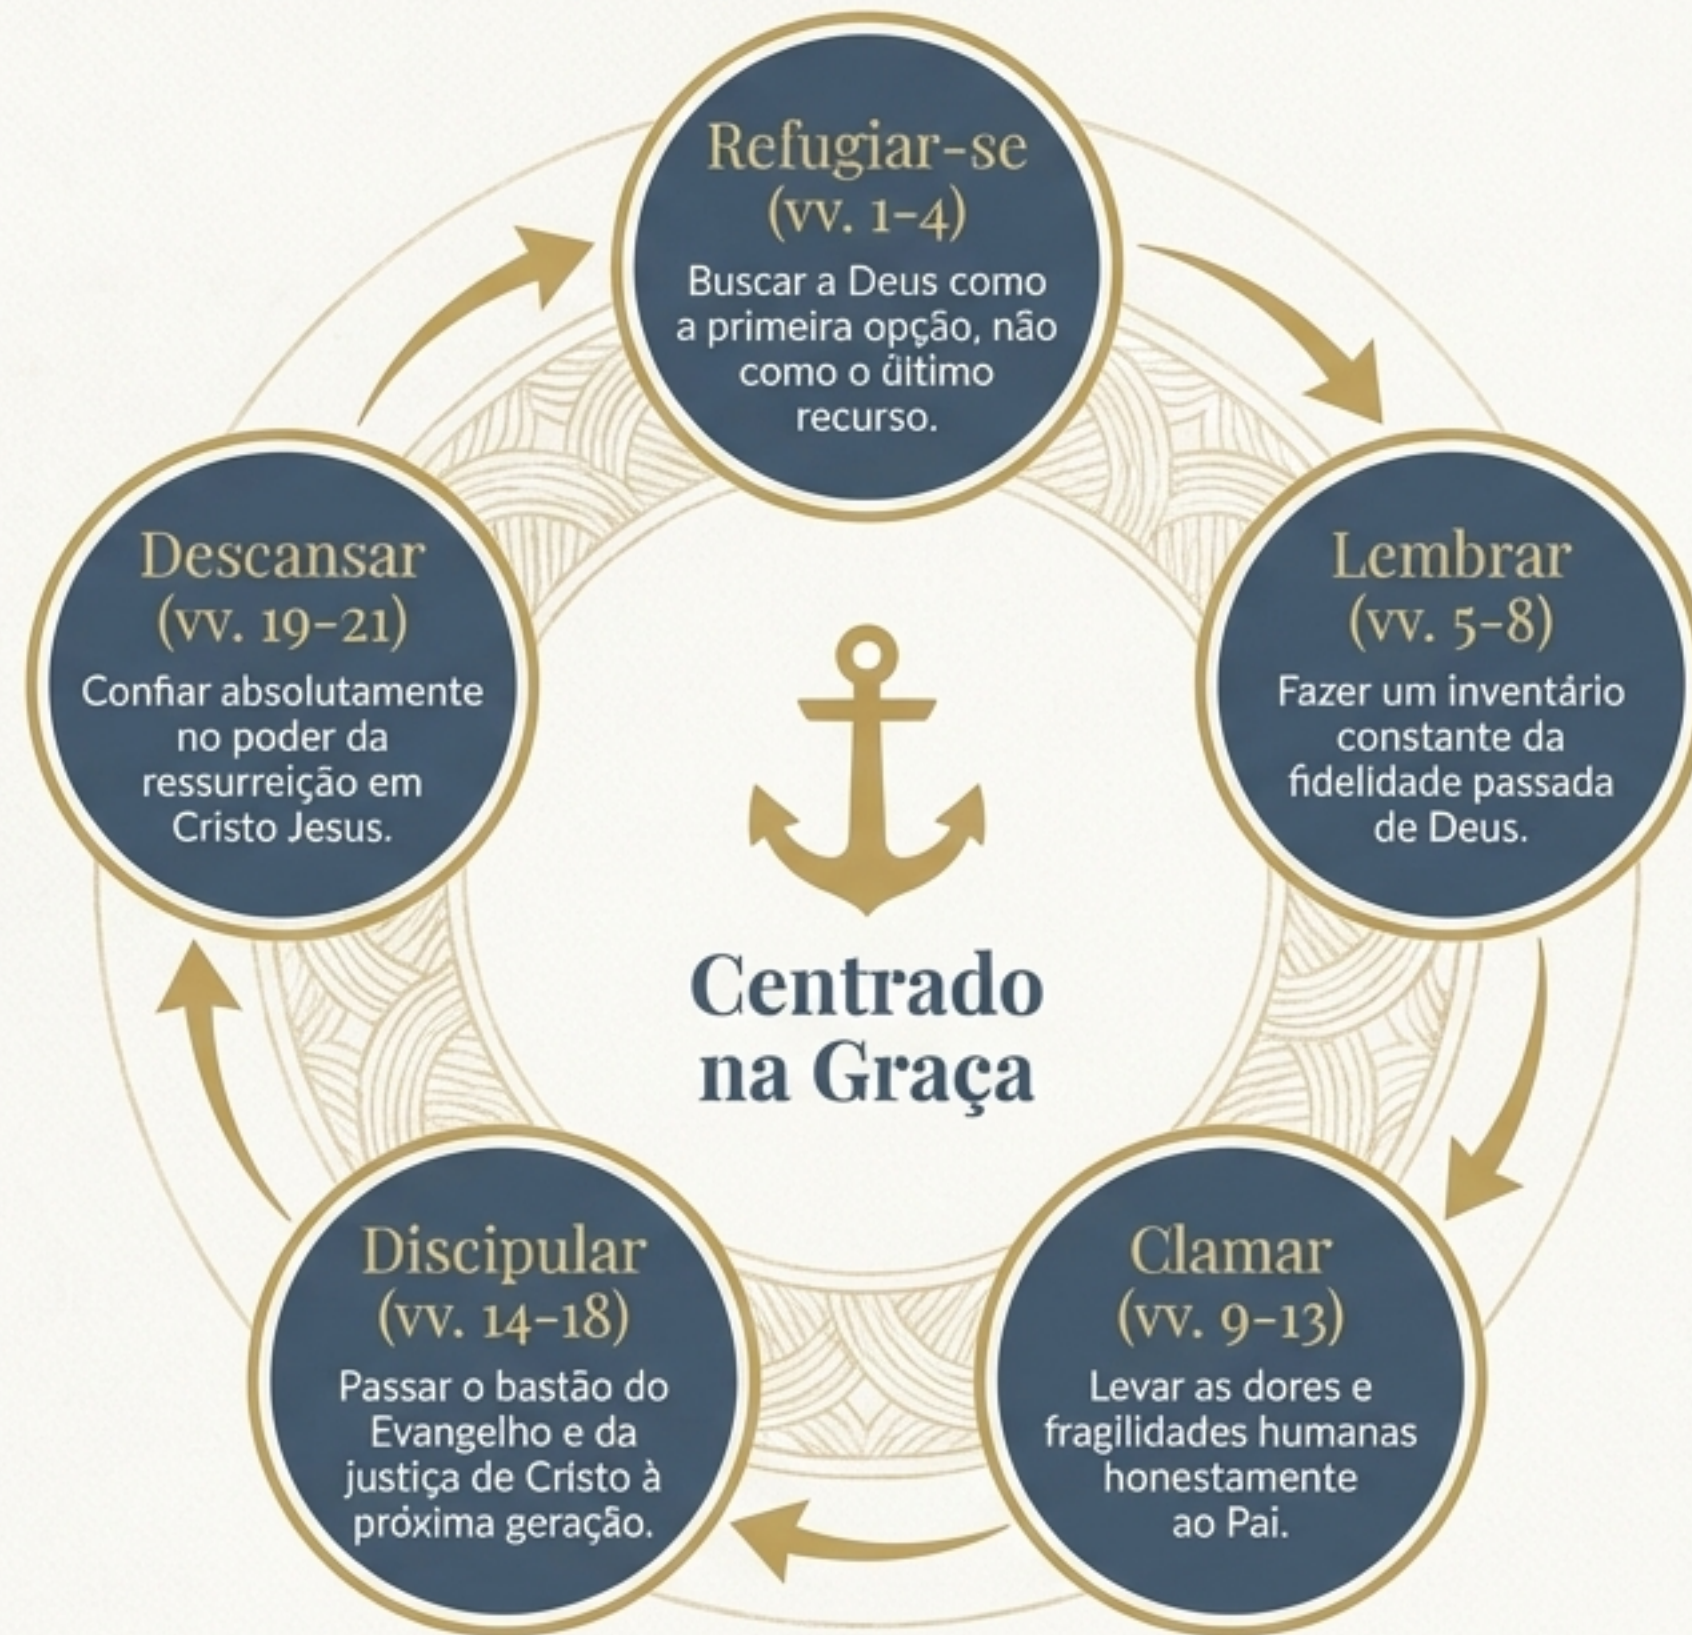 Refugiar-se
(vv. 1-4)
Buscar a Deus como
a primeira opção, não
como o último
recurso.
Lembrar
(vv. 5-8)
Fazer um inventário
constante da
fidelidade passada
de Deus.
Clamar
(vv. 9-13)
Levar as dores e
fragilidades humanas
honestamente
ao Pai.
Discipular
(vv. 14-18)
Passar o bastão do
Evangelho e da
justiça de Cristo à
próxima geração.
Descansar
(vv. 19-21)
Confiar absolutamente
no poder da
ressurreição em
Cristo Jesus.
Centrado
na Graça